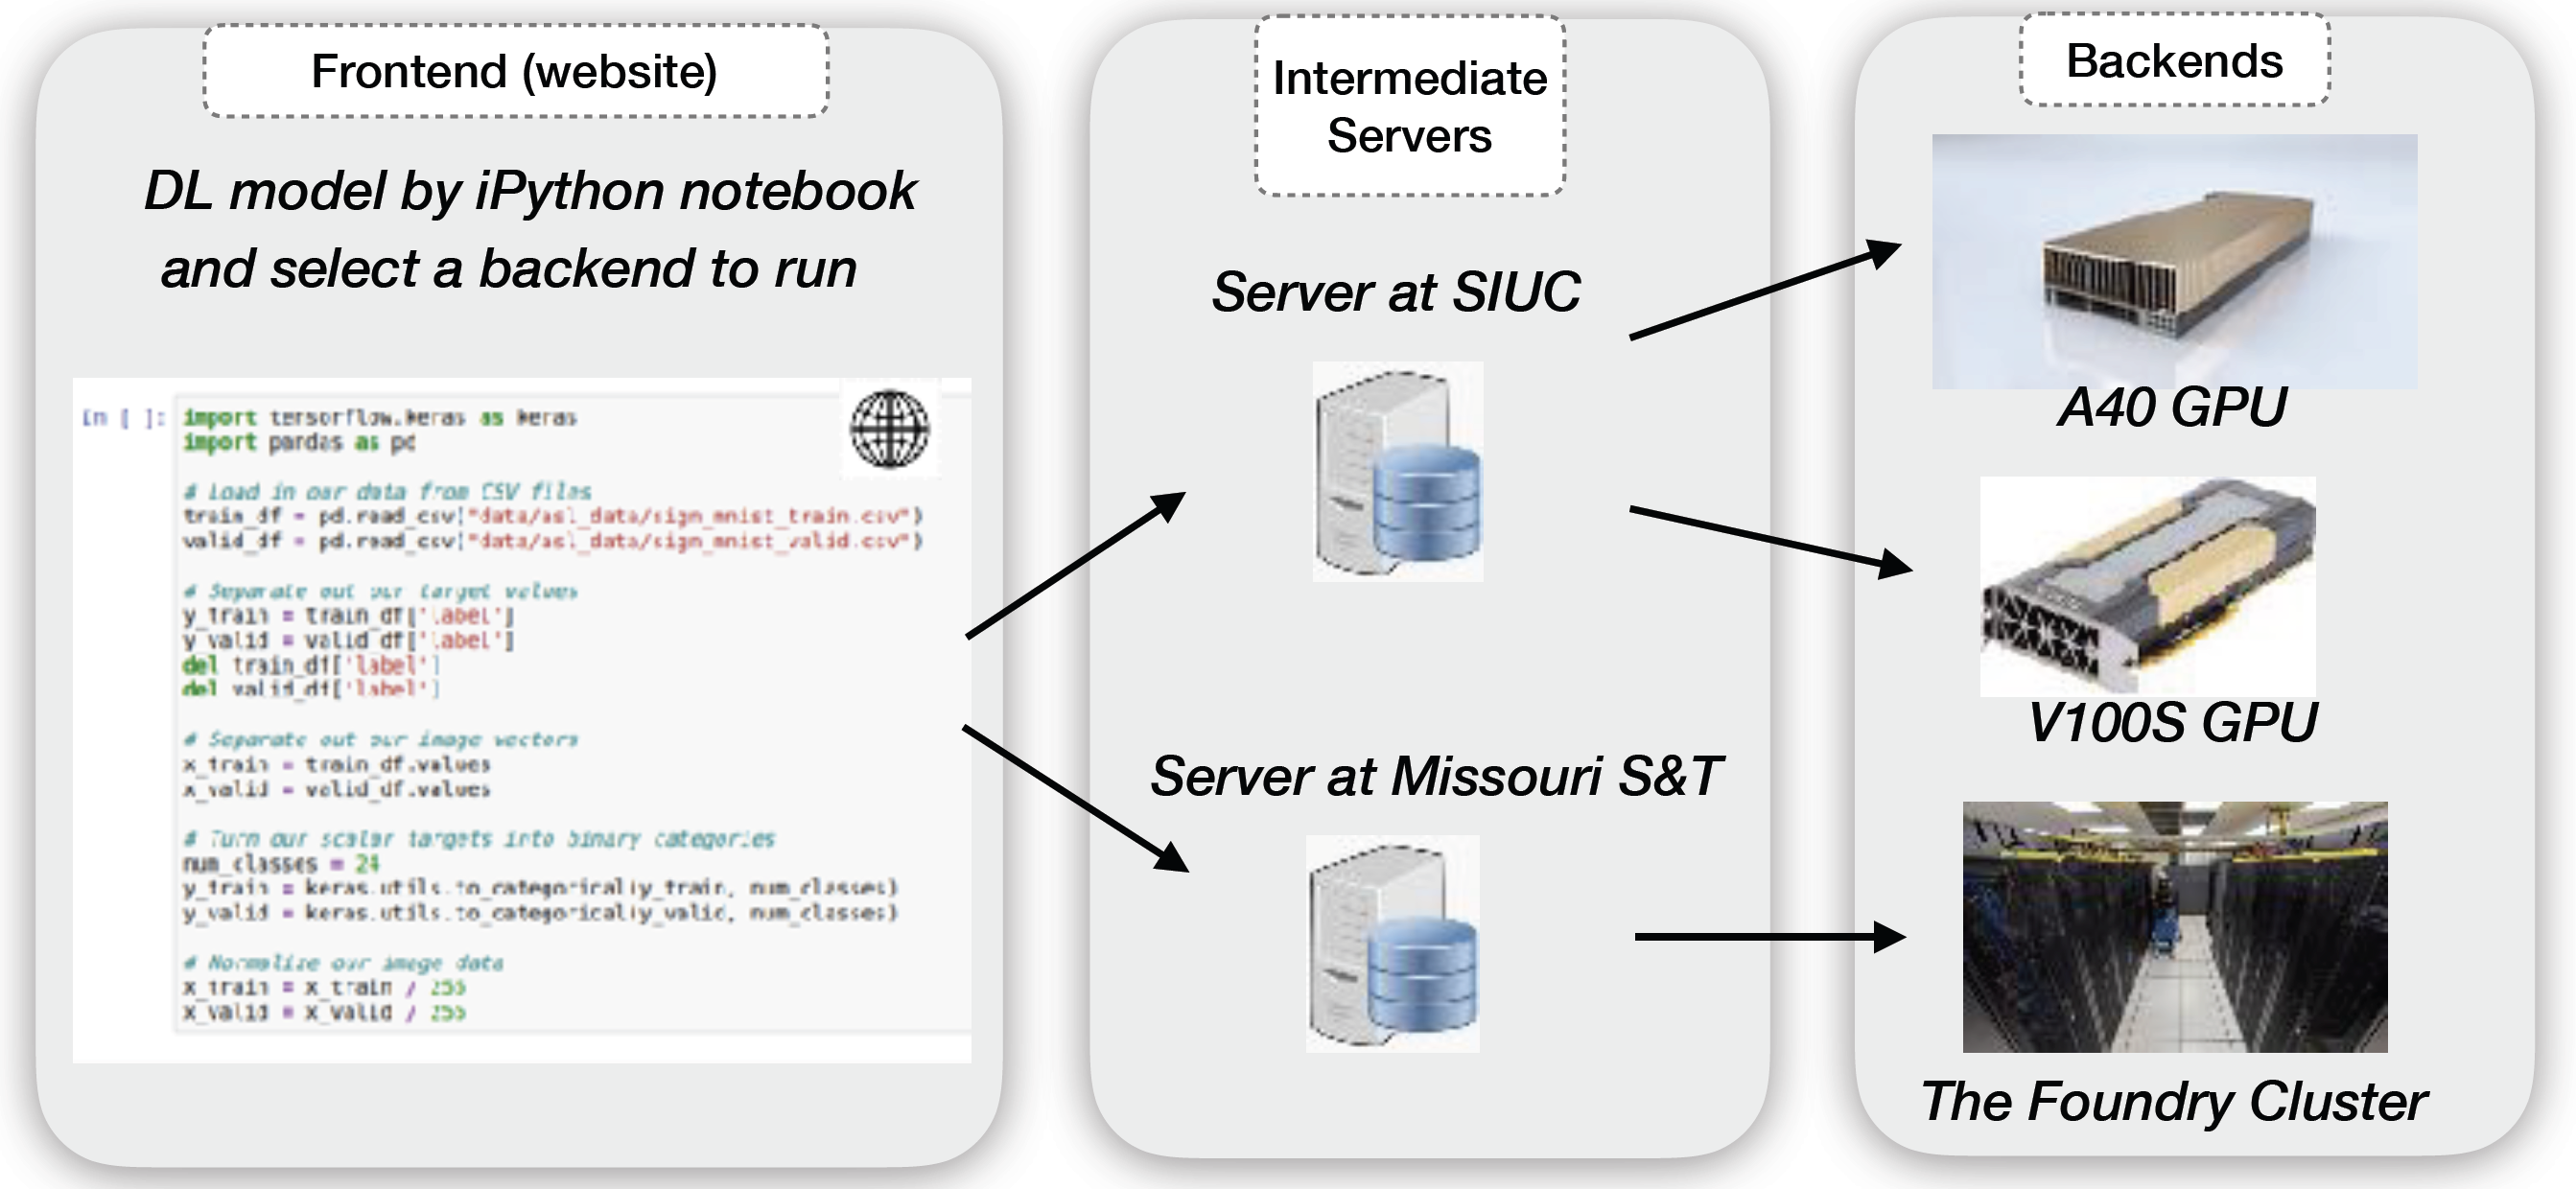 Frontend (website)
DL model by iPython notebook
and select a backend to run
In [ ]:
import tensorflow.keras as keras
import pandas as pd
# Load in our data from CSV files
train_df = pd.read_csv("data/asl_data/sign_mnist_train.csv")
valid_df = pd.read_csv("data/asl_data/sign_mnist_valid.csv")
# Separate out our target values
y_train = train_df['label']
y_valid = valid_df['label']
del train_df['label']
del valid_df['label']
# Separate out our image vectors
x_train = train_df.values
x_valid = valid_df.values
# Turn our scalar targets into binary categories
num_classes = 24
y_train = keras.utils.to_categorical(y_train, num_classes)
y_valid = keras.utils.to_categorical(y_valid, num_classes)
# Normalize our image data
x_train = x_train / 255
x_valid = x_valid / 255
Intermediate
Servers
Server at SIUC
Server at Missouri S&T
Backends
A40 GPU
V100S GPU
The Foundry Cluster